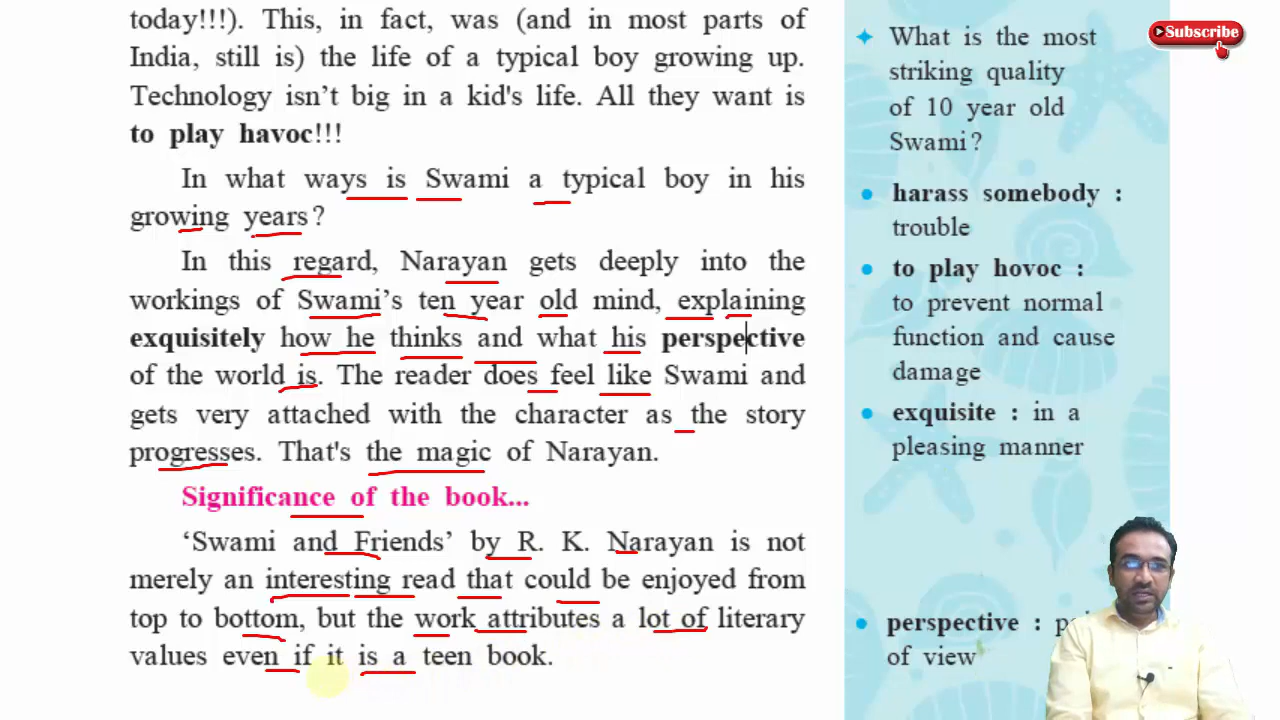 today!!!). This, in fact, was (and in most parts of
India, still is) the life of a typical boy growing up.
Technology isn't big in a kid's life. All they want is
to play havoc!!!
In what ways is Swami a typical boy in his
growing years?
In this regard, Narayan gets deeply into the
workings of Swami's ten year old mind, explaining
exquisitely how he thinks and what his perspective
of the world is. The reader does feel like Swami and
gets very attached with the character as the story
progresses. That's the magic of Narayan.
Significance of the book...
‘Swami and Friends’ by R. K. Narayan is not
merely an interesting read that could be enjoyed from
top to bottom, but the work attributes a lot of literary
values even if it is a teen book.
What is the most
striking quality
of 10 year old
Swami?
harass somebody :
trouble
to play hovoc :
to prevent normal
function and cause
damage
exquisite : in a
pleasing manner
perspective :
of view
Subscribe